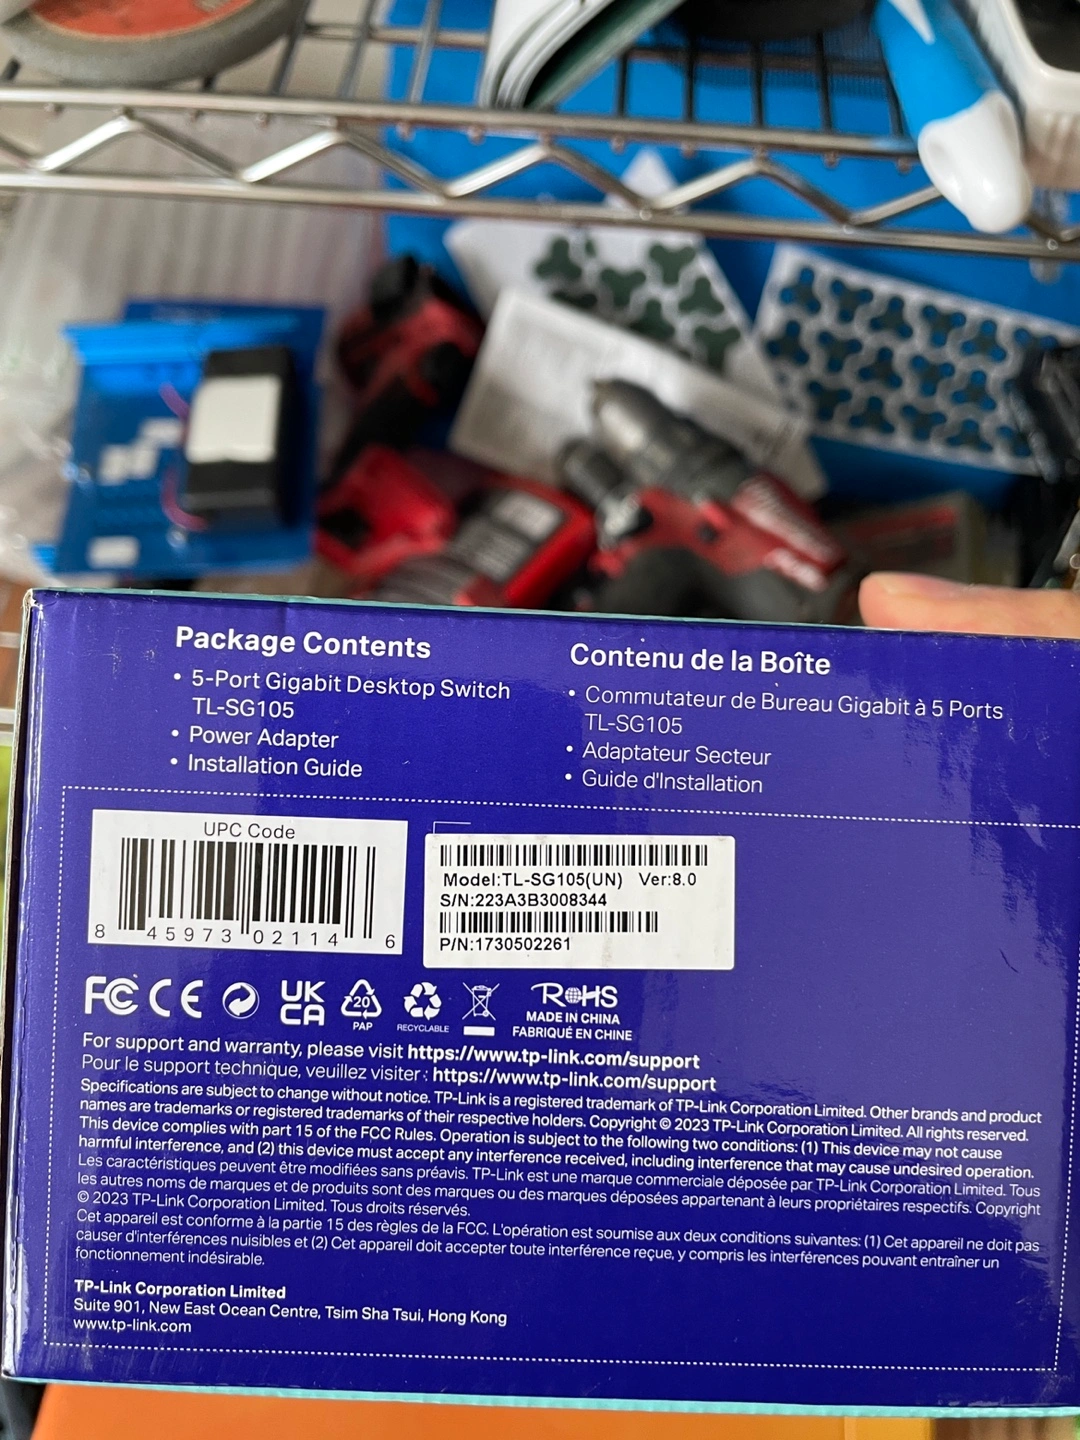 Package Contents
• 5-Port Gigabit Desktop Switch
TL-SG105
• Power Adapter
• Installation Guide
Contenu de la Boîte
• Commutateur de Bureau Gigabit à 5 Ports
TL-SG105
• Adaptateur Secteur
• Guide d'Installation
UPC Code
8 45973 02114 6
Model:TL-SG105(UN) Ver:8.0
S/N:223A3B3008344
P/N:1730502261
FC CE UK CA
20
PAP
RECYCLABLE
RoHS
MADE IN CHINA
FABRIQUÉ EN CHINE
For support and warranty, please visit https://www.tp-link.com/support
Pour le support technique, veuillez visiter : https://www.tp-link.com/support
Specifications are subject to change without notice. TP-Link is a registered trademark of TP-Link Corporation Limited. Other brands and product
names are trademarks or registered trademarks of their respective holders. Copyright © 2023 TP-Link Corporation Limited. All rights reserved.
This device complies with part 15 of the FCC Rules. Operation is subject to the following two conditions: (1) This device may not cause
harmful interference, and (2) this device must accept any interference received, including interference that may cause undesired operation.
Les caractéristiques peuvent être modifiées sans préavis. TP-Link est une marque commerciale déposée par TP-Link Corporation Limited. Tous
les autres noms de marques et de produits sont des marques ou des marques déposées appartenant à leurs propriétaires respectifs. Copyright
© 2023 TP-Link Corporation Limited. Tous droits réservés.
Cet appareil est conforme à la partie 15 des règles de la FCC. L'opération est soumise aux deux conditions suivantes: (1) Cet appareil ne doit pas
causer d'interférences nuisibles et (2) Cet appareil doit accepter toute interférence reçue, y compris les interférences pouvant entraîner un
fonctionnement indésirable.
TP-Link Corporation Limited
Suite 901, New East Ocean Centre, Tsim Sha Tsui, Hong Kong
www.tp-link.com